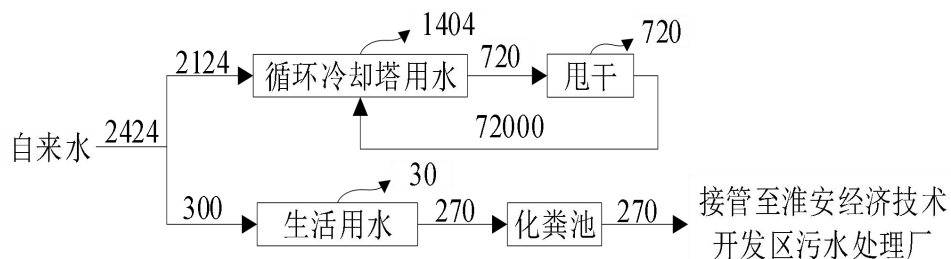 1404
720
2124
循环冷却塔用水
720
甩干
72000
自来水
2424
30
300
生活用水
270
化粪池
270
接管至淮安经济技术
开发区污水处理厂